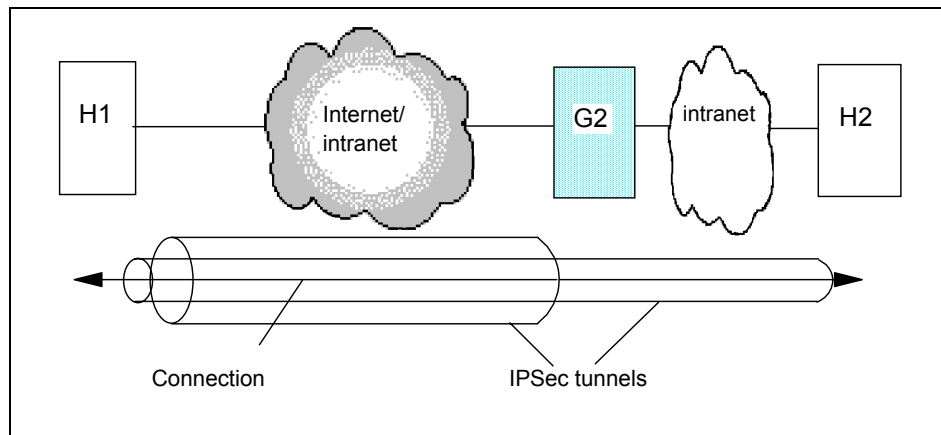 H1
Internet/
intranet
G2
intranet
H2
Connection
IPSec tunnels